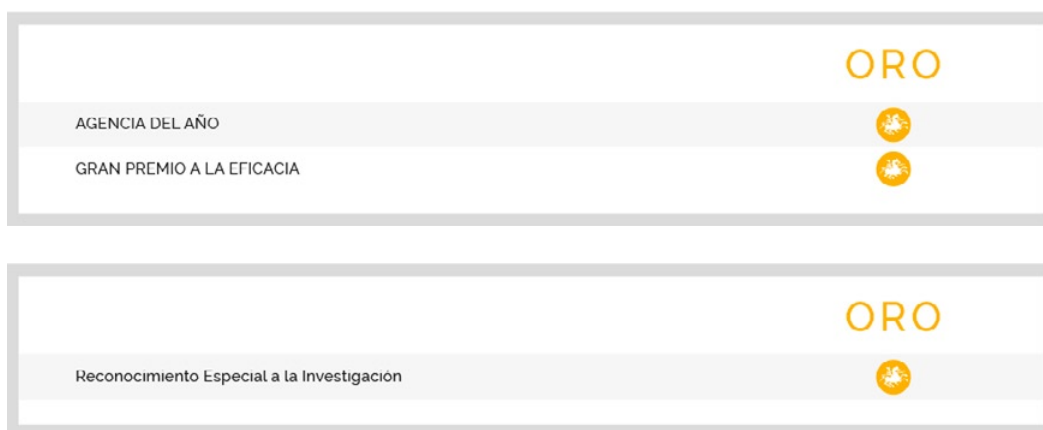 ORO
AGENCIA DEL AÑO
GRAN PREMIO A LA EFICACIA
ORO
Reconocimiento Especial a la Investigación